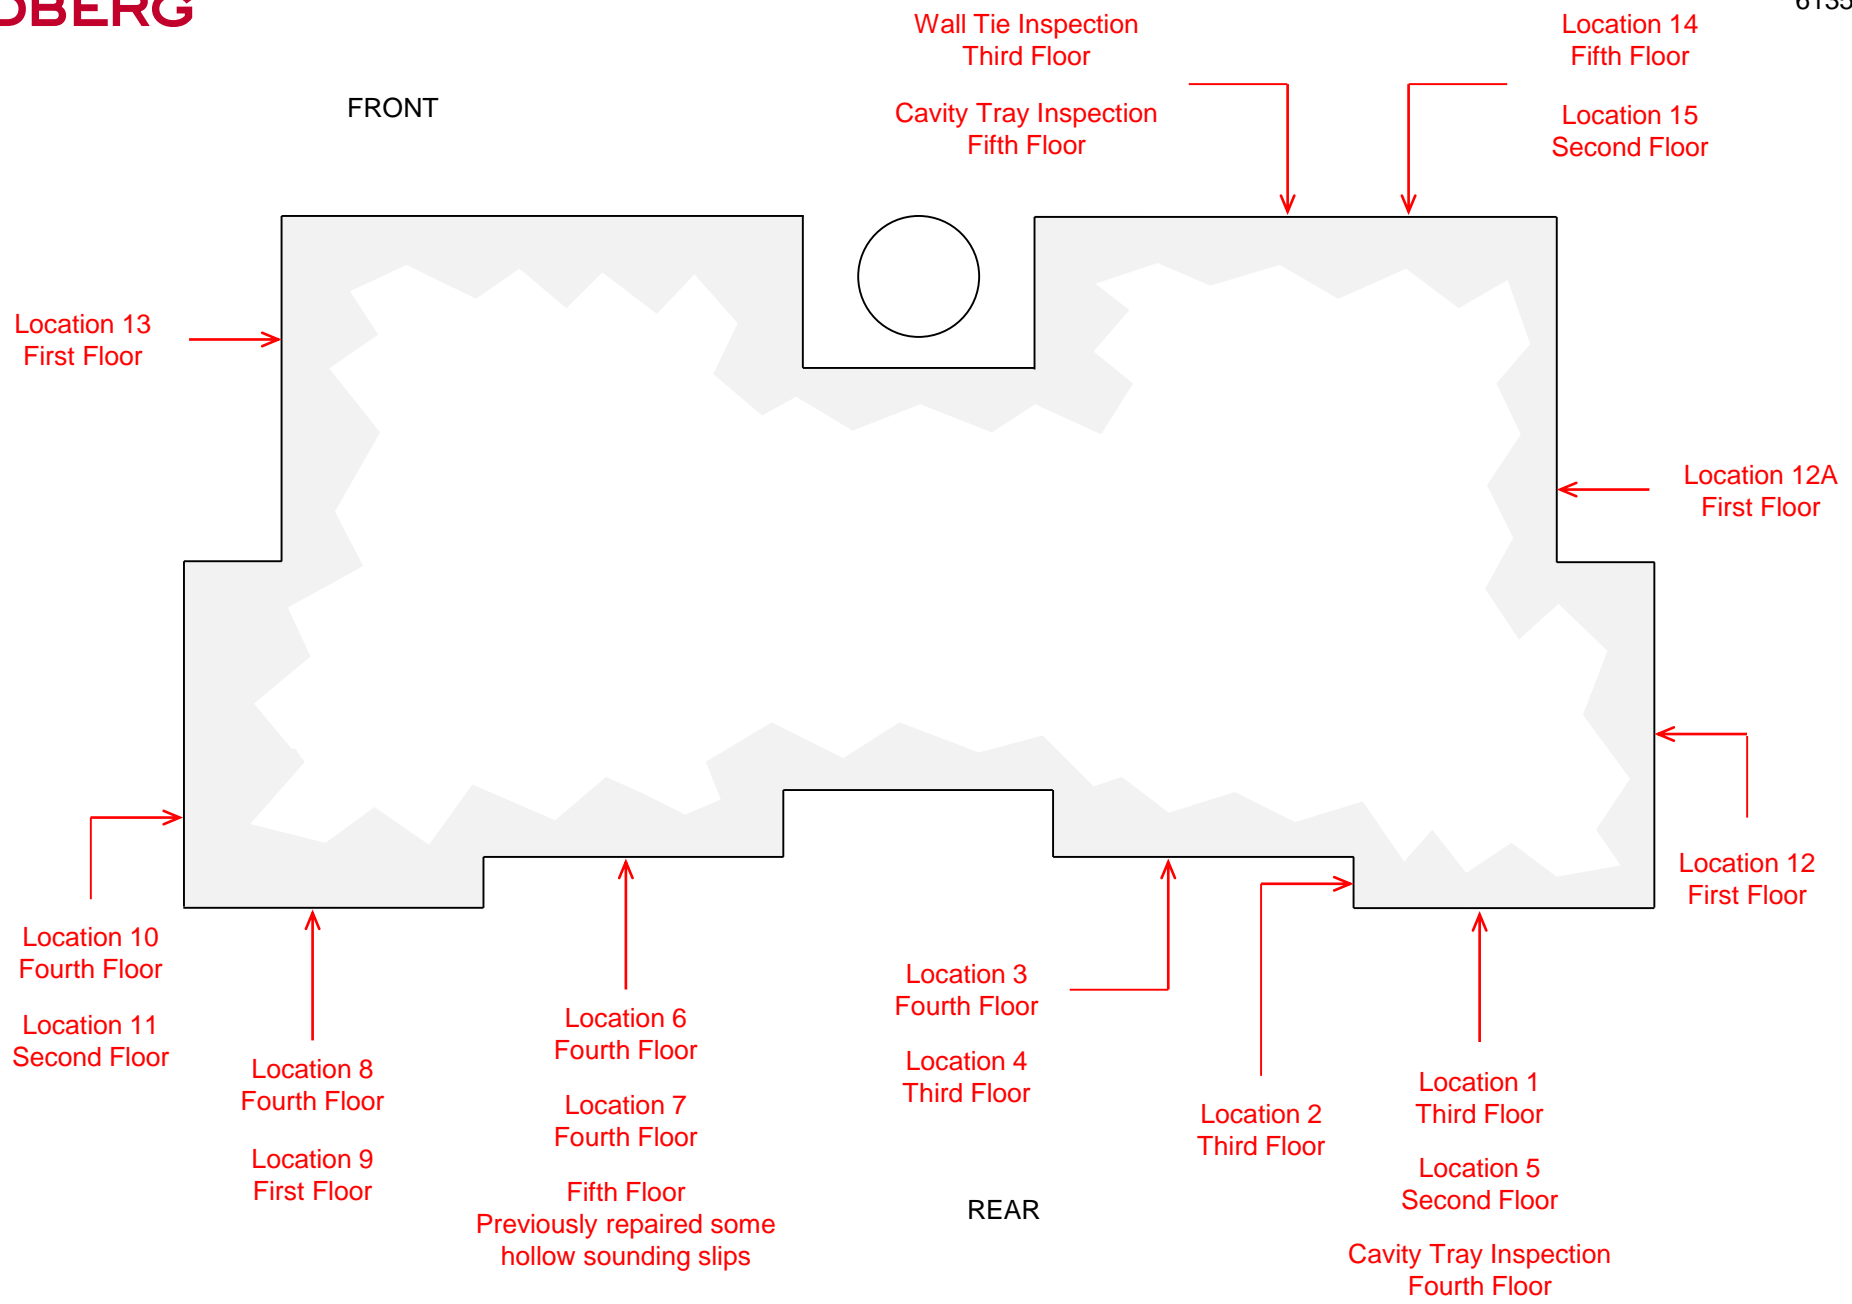 DBERG
6135
Wall Tie Inspection
Third Floor
Cavity Tray Inspection
Fifth Floor
Location 14
Fifth Floor
Location 15
Second Floor
FRONT
Location 13
First Floor
Location 12A
First Floor
Location 12
First Floor
Location 10
Fourth Floor
Location 11
Second Floor
Location 8
Fourth Floor
Location 9
First Floor
Location 6
Fourth Floor
Location 7
Fourth Floor
Fifth Floor
Previously repaired some
hollow sounding slips
Location 3
Fourth Floor
Location 4
Third Floor
REAR
Location 2
Third Floor
Location 1
Third Floor
Location 5
Second Floor
Cavity Tray Inspection
Fourth Floor